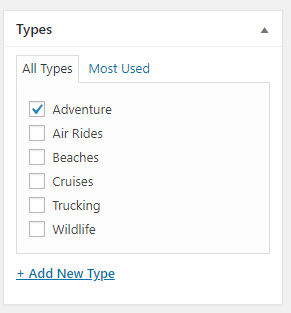 Types
All Types Most Used
Adventure
Air Rides
Beaches
Cruises
Trucking
Wildlife
+ Add New Type